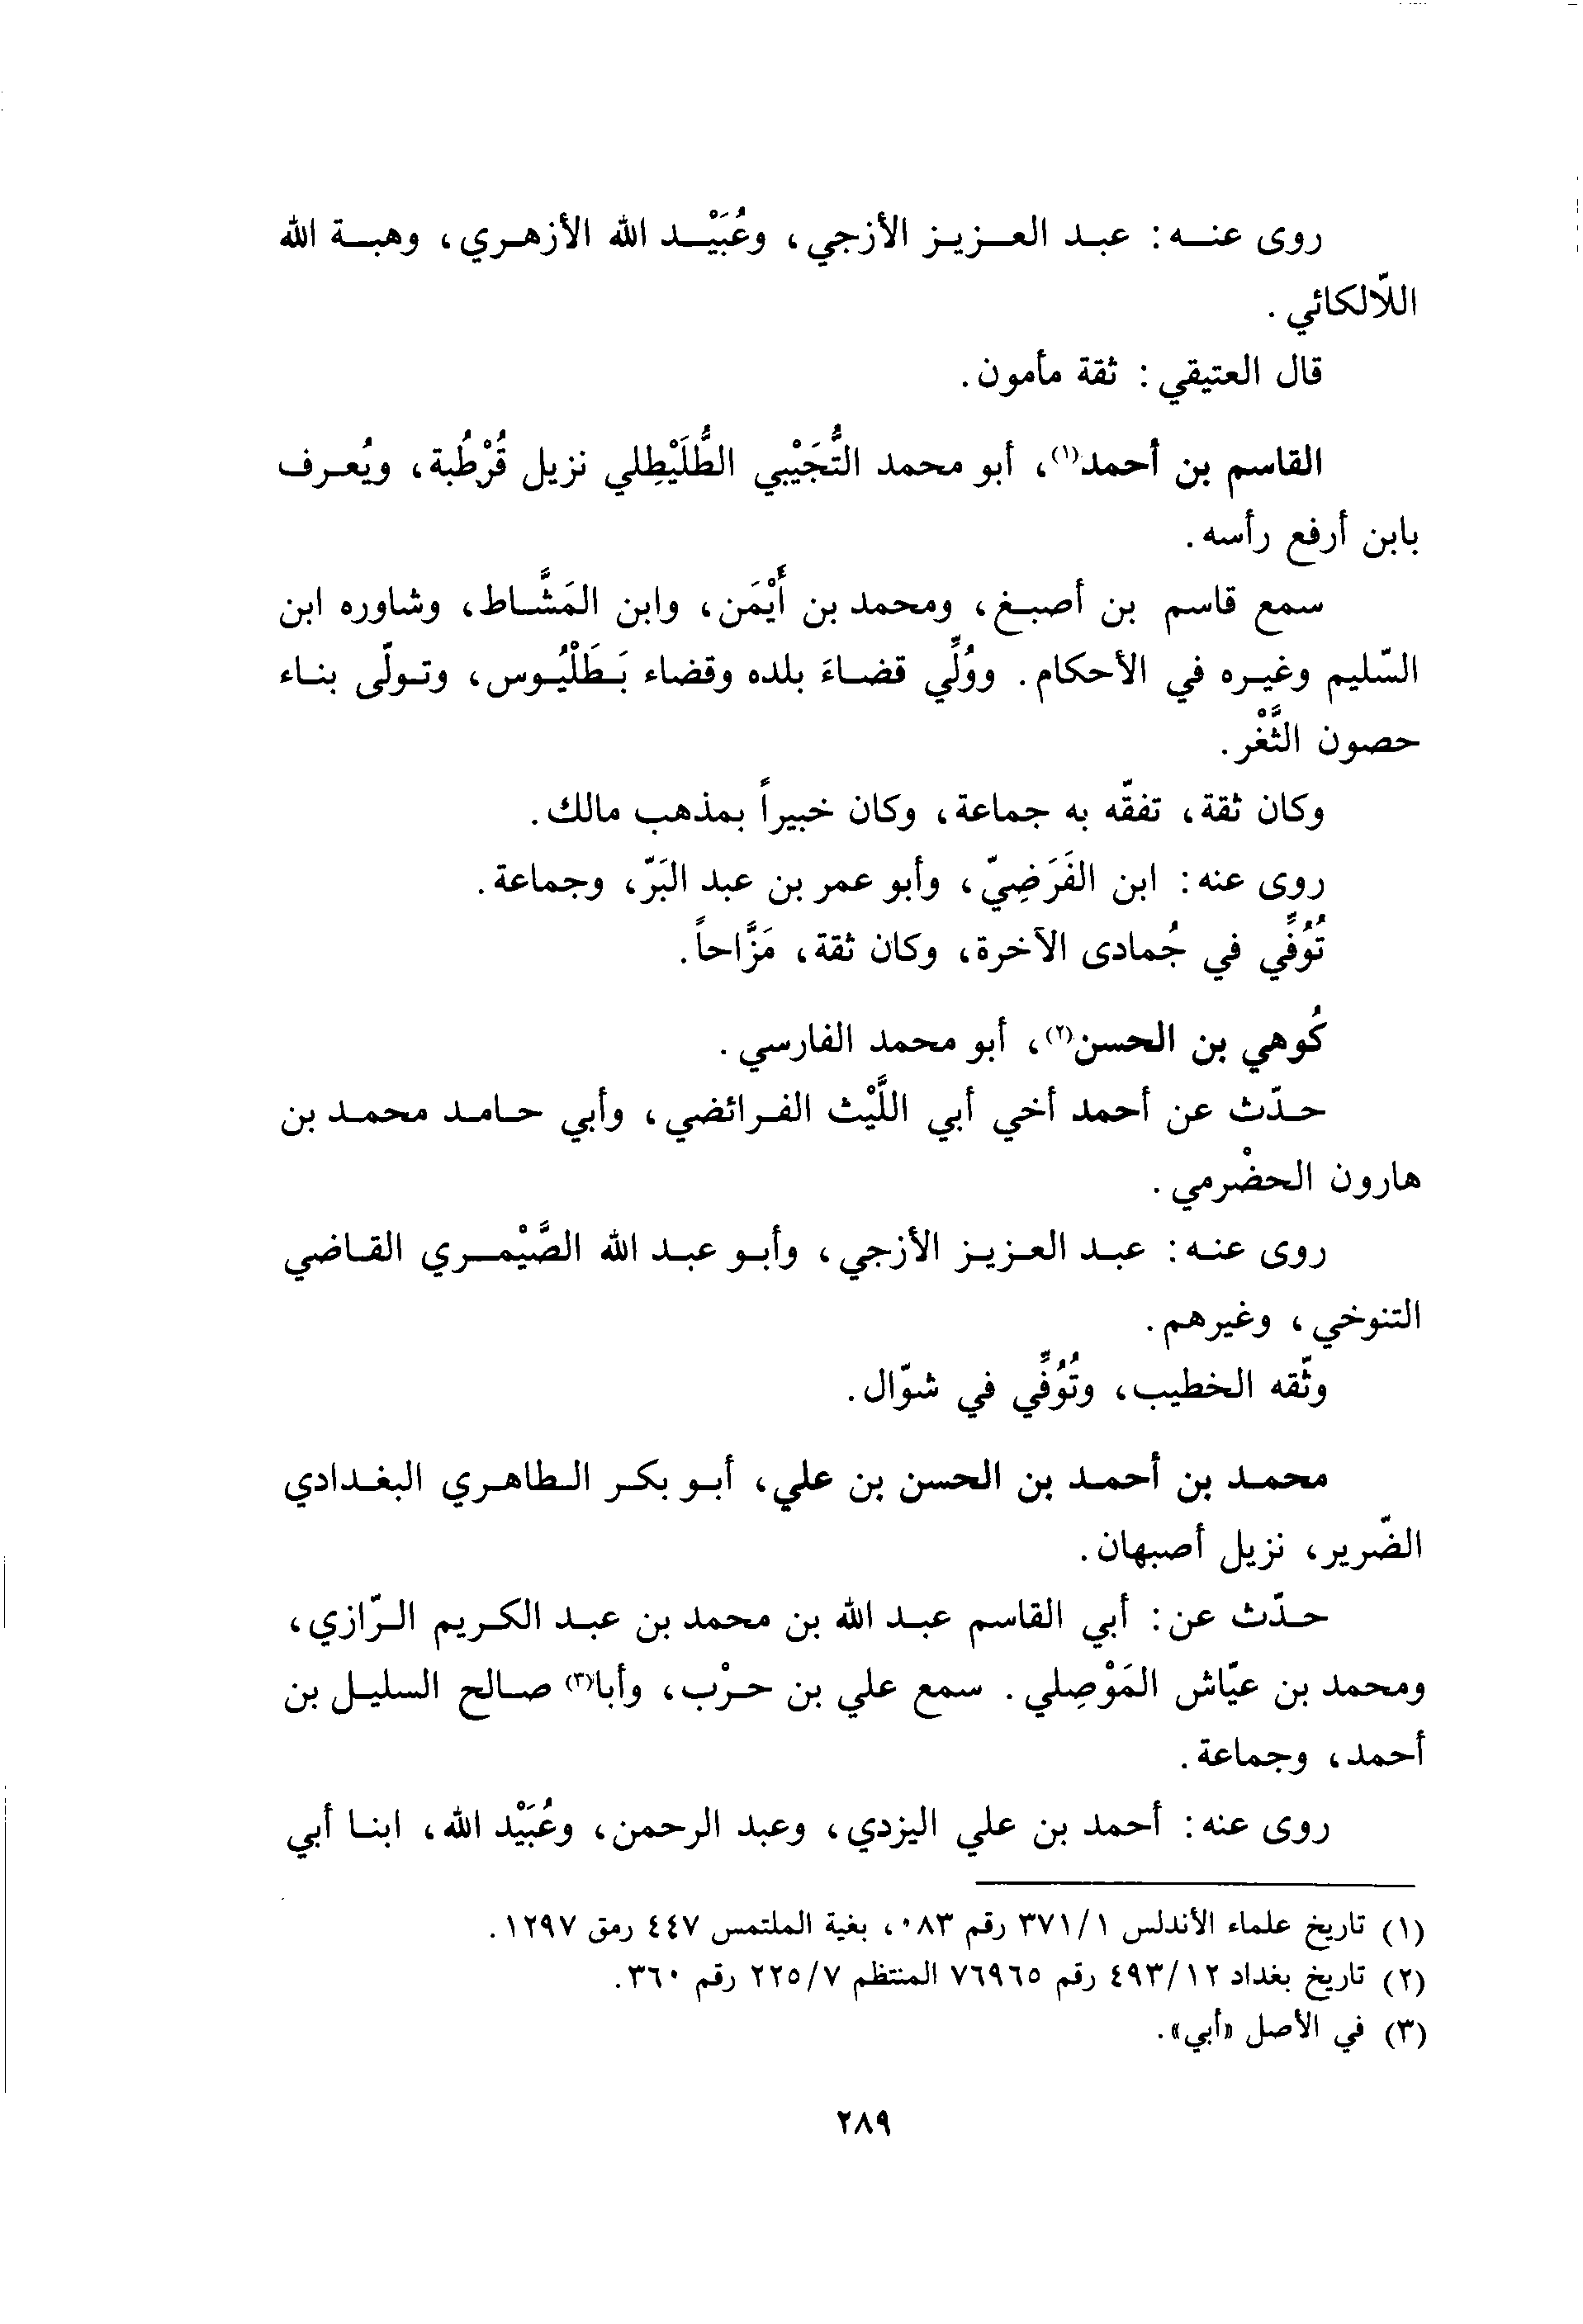 روى عنه: عبد العزيز الأزجي، وعُبَيْد الله الأزهري، وهبة الله
اللّالكائي.
قال العتيقي: ثقة مأمون.
القاسم بن أحمد(١)، أبو محمد التُّجَيْبي الطُّلَيْطِلي نزيل قُرْطُبة، ويُعرف
بابن أرفع رأسه.
سمع قاسم بن أصبغ، ومحمد بن أَيْمَن، وابن المَشَّاط، وشاوره ابن
السّليم وغيره في الأحكام. ووُلِّي قضاءَ بلده وقضاء بَطَلْيُوس، وتولّى بناء
حصون الثَّغْر.
وكان ثقة، تفقّه به جماعة، وكان خبيراً بمذهب مالك.
روى عنه: ابن الفَرَضِيّ، وأبو عمر بن عبد البَرّ، وجماعة.
تُوُفِّي في جُمادى الآخرة، وكان ثقة، مَزَّاحاً.
كُوهي بن الحسن(٢)، أبو محمد الفارسي.
حدّث عن أحمد أخي أبي اللَّيْث الفرائضي، وأبي حامد محمد بن
هارون الحضْرمي.
روى عنه: عبد العزيز الأزجي، وأبو عبد الله الصَّيْمري القاضي
التنوخي، وغيرهم.
وثّقه الخطيب، وتُوُفِّي في شوّال.
محمد بن أحمد بن الحسن بن علي، أبو بكر الطاهري البغدادي
الضّرير، نزيل أصبهان.
حدّث عن: أبي القاسم عبد الله بن محمد بن عبد الكريم الرّازي،
ومحمد بن عيّاش المَوْصِلي. سمع علي بن حرْب، وأبا(٣) صالح السليل بن
أحمد، وجماعة.
روى عنه: أحمد بن علي اليزدي، وعبد الرحمن، وعُبَيْد الله، ابنا أبي
(١) تاريخ علماء الأندلس ٣٧١/١ رقم ٠٨٣، بغية الملتمس ٤٤٧ رمق ١٢٩٧.
(٢) تاريخ بغداد ٤٩٣/١٢ رقم ٧٦٩٦٥ المنتظم ٢٢٥/٧ رقم ٣٦٠.
(٣) في الأصل «أبي».
٢٨٩